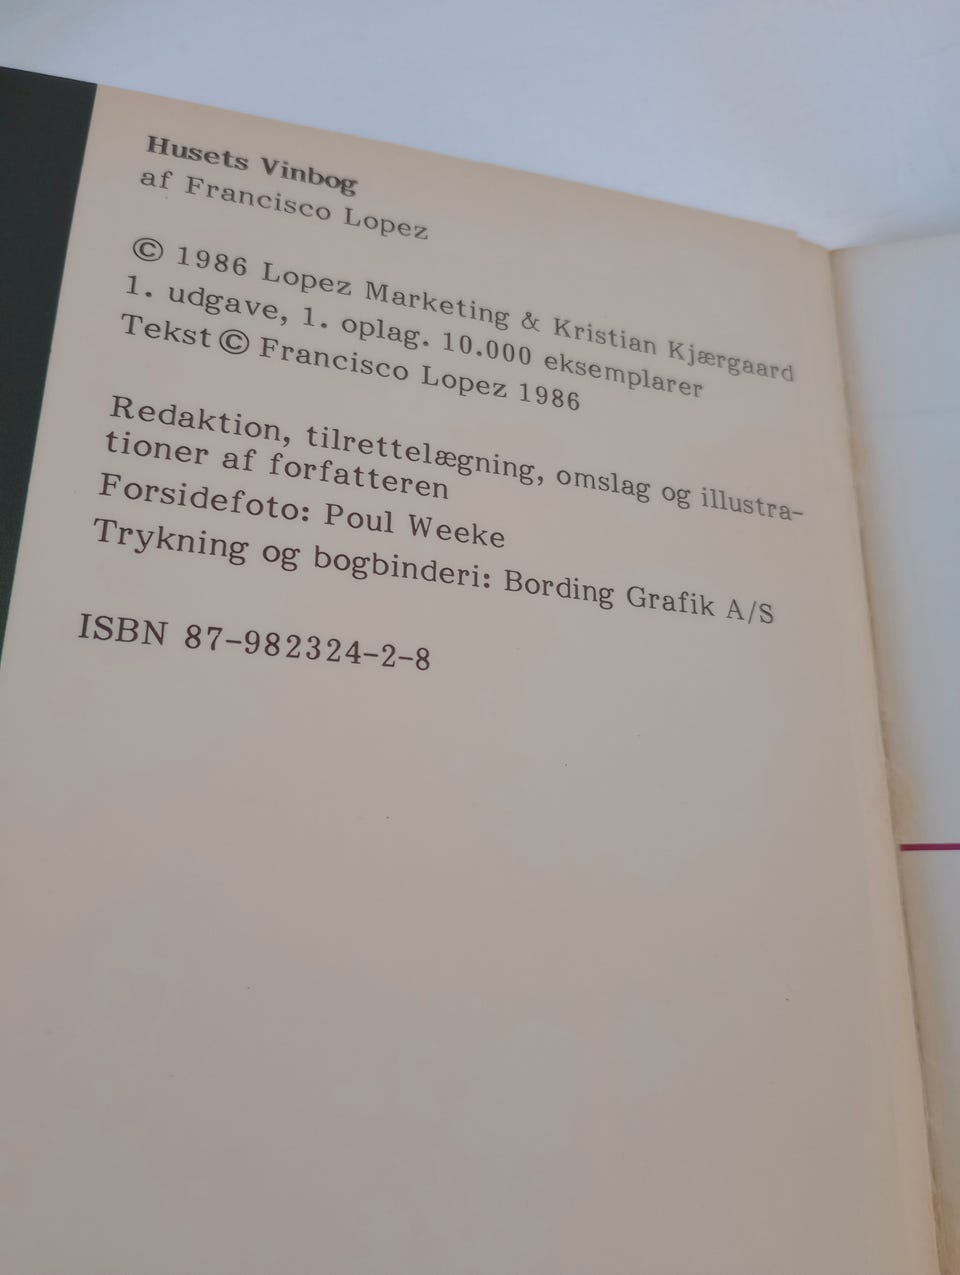 Husets Vinbog
af Francisco Lopez
© 1986 Lopez Marketing & Kristian Kjærgaard
1. udgave, 1. oplag. 10.000 eksemplarer
Tekst © Francisco Lopez 1986
Redaktion, tilrettelægning, omslag og illustra-
tioner af forfatteren
Forsidefoto: Poul Weeke
Trykning og bogbinderi: Bording Grafik A/S
ISBN 87-982324-2-8